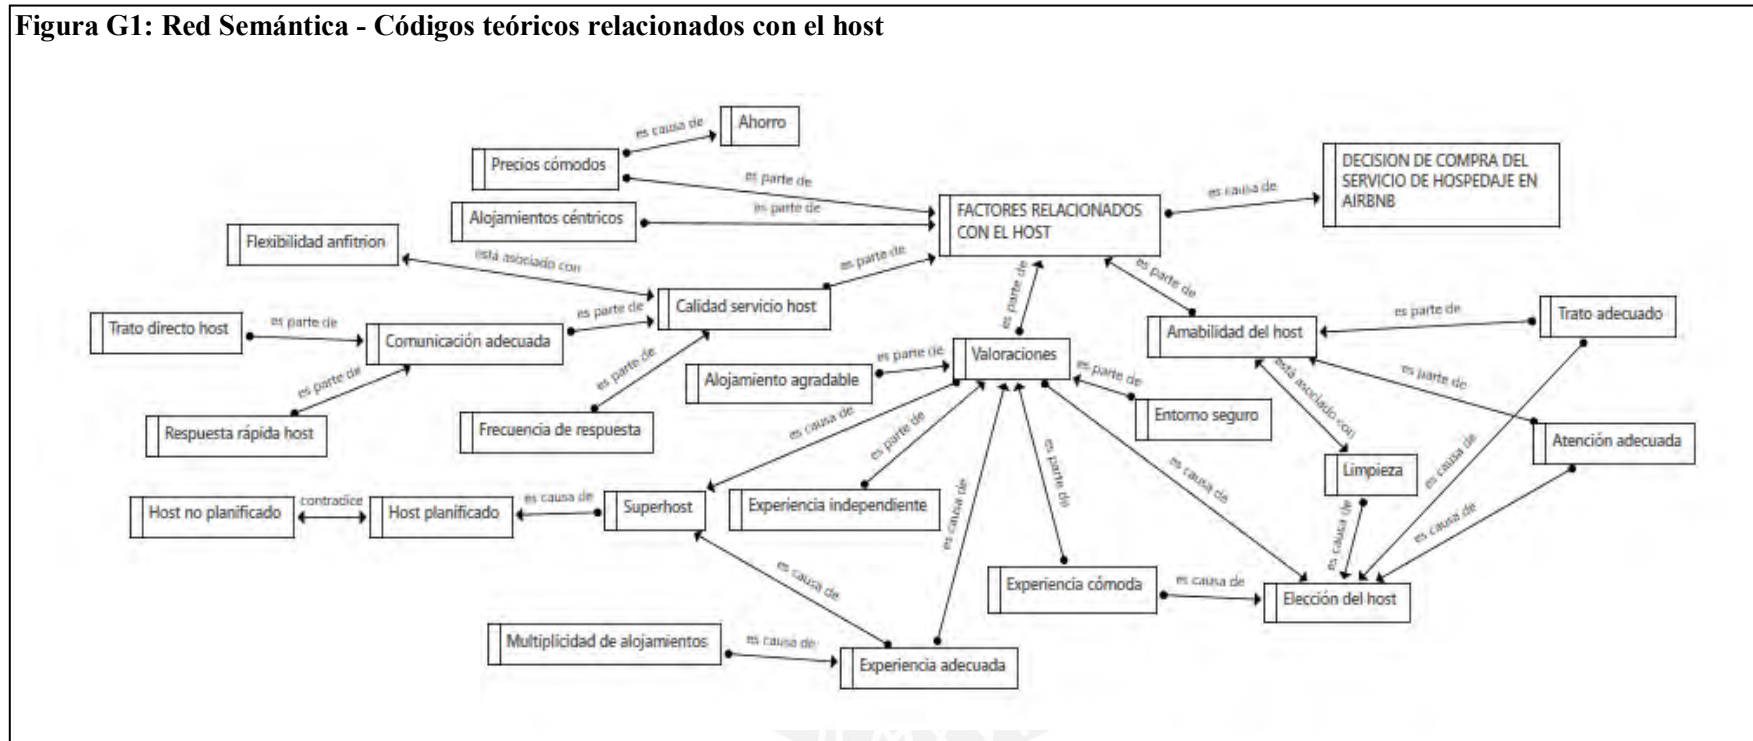 Figura G1: Red Semántica - Códigos teóricos relacionados con el host
es causa de
Ahorro
Precios cómodos
es parte de
DECISION DE COMPRA DEL
SERVICIO DE HOSPEDAJE EN
AIRBNB
es causa de
FACTORES RELACIONADOS
CON EL HOST
Alojamientos céntricos
es parte de
Flexibilidad anfitrion
está asociado con
es parte de
es parte de
es parte de
Calidad servicio host
Trato directo host
es parte de
Comunicación adecuada
es parte de
Amabilidad del host
es parte de
Trato adecuado
Valoraciones
es parte de
Alojamiento agradable
es parte de
es parte de
es parte de
está asociado con
es parte de
Respuesta rápida host
Frecuencia de respuesta
es causa de
es parte de
Entorno seguro
Atención adecuada
es causa de
Limpieza
es parte de
es causa de
es causa de
Host no planificado
contradice
Host planificado
es causa de
Superhost
Experiencia independiente
es causa de
es causa de
es causa de
es causa de
Experiencia cómoda
es causa de
Elección del host
Multiplicidad de alojamientos
es causa de
Experiencia adecuada